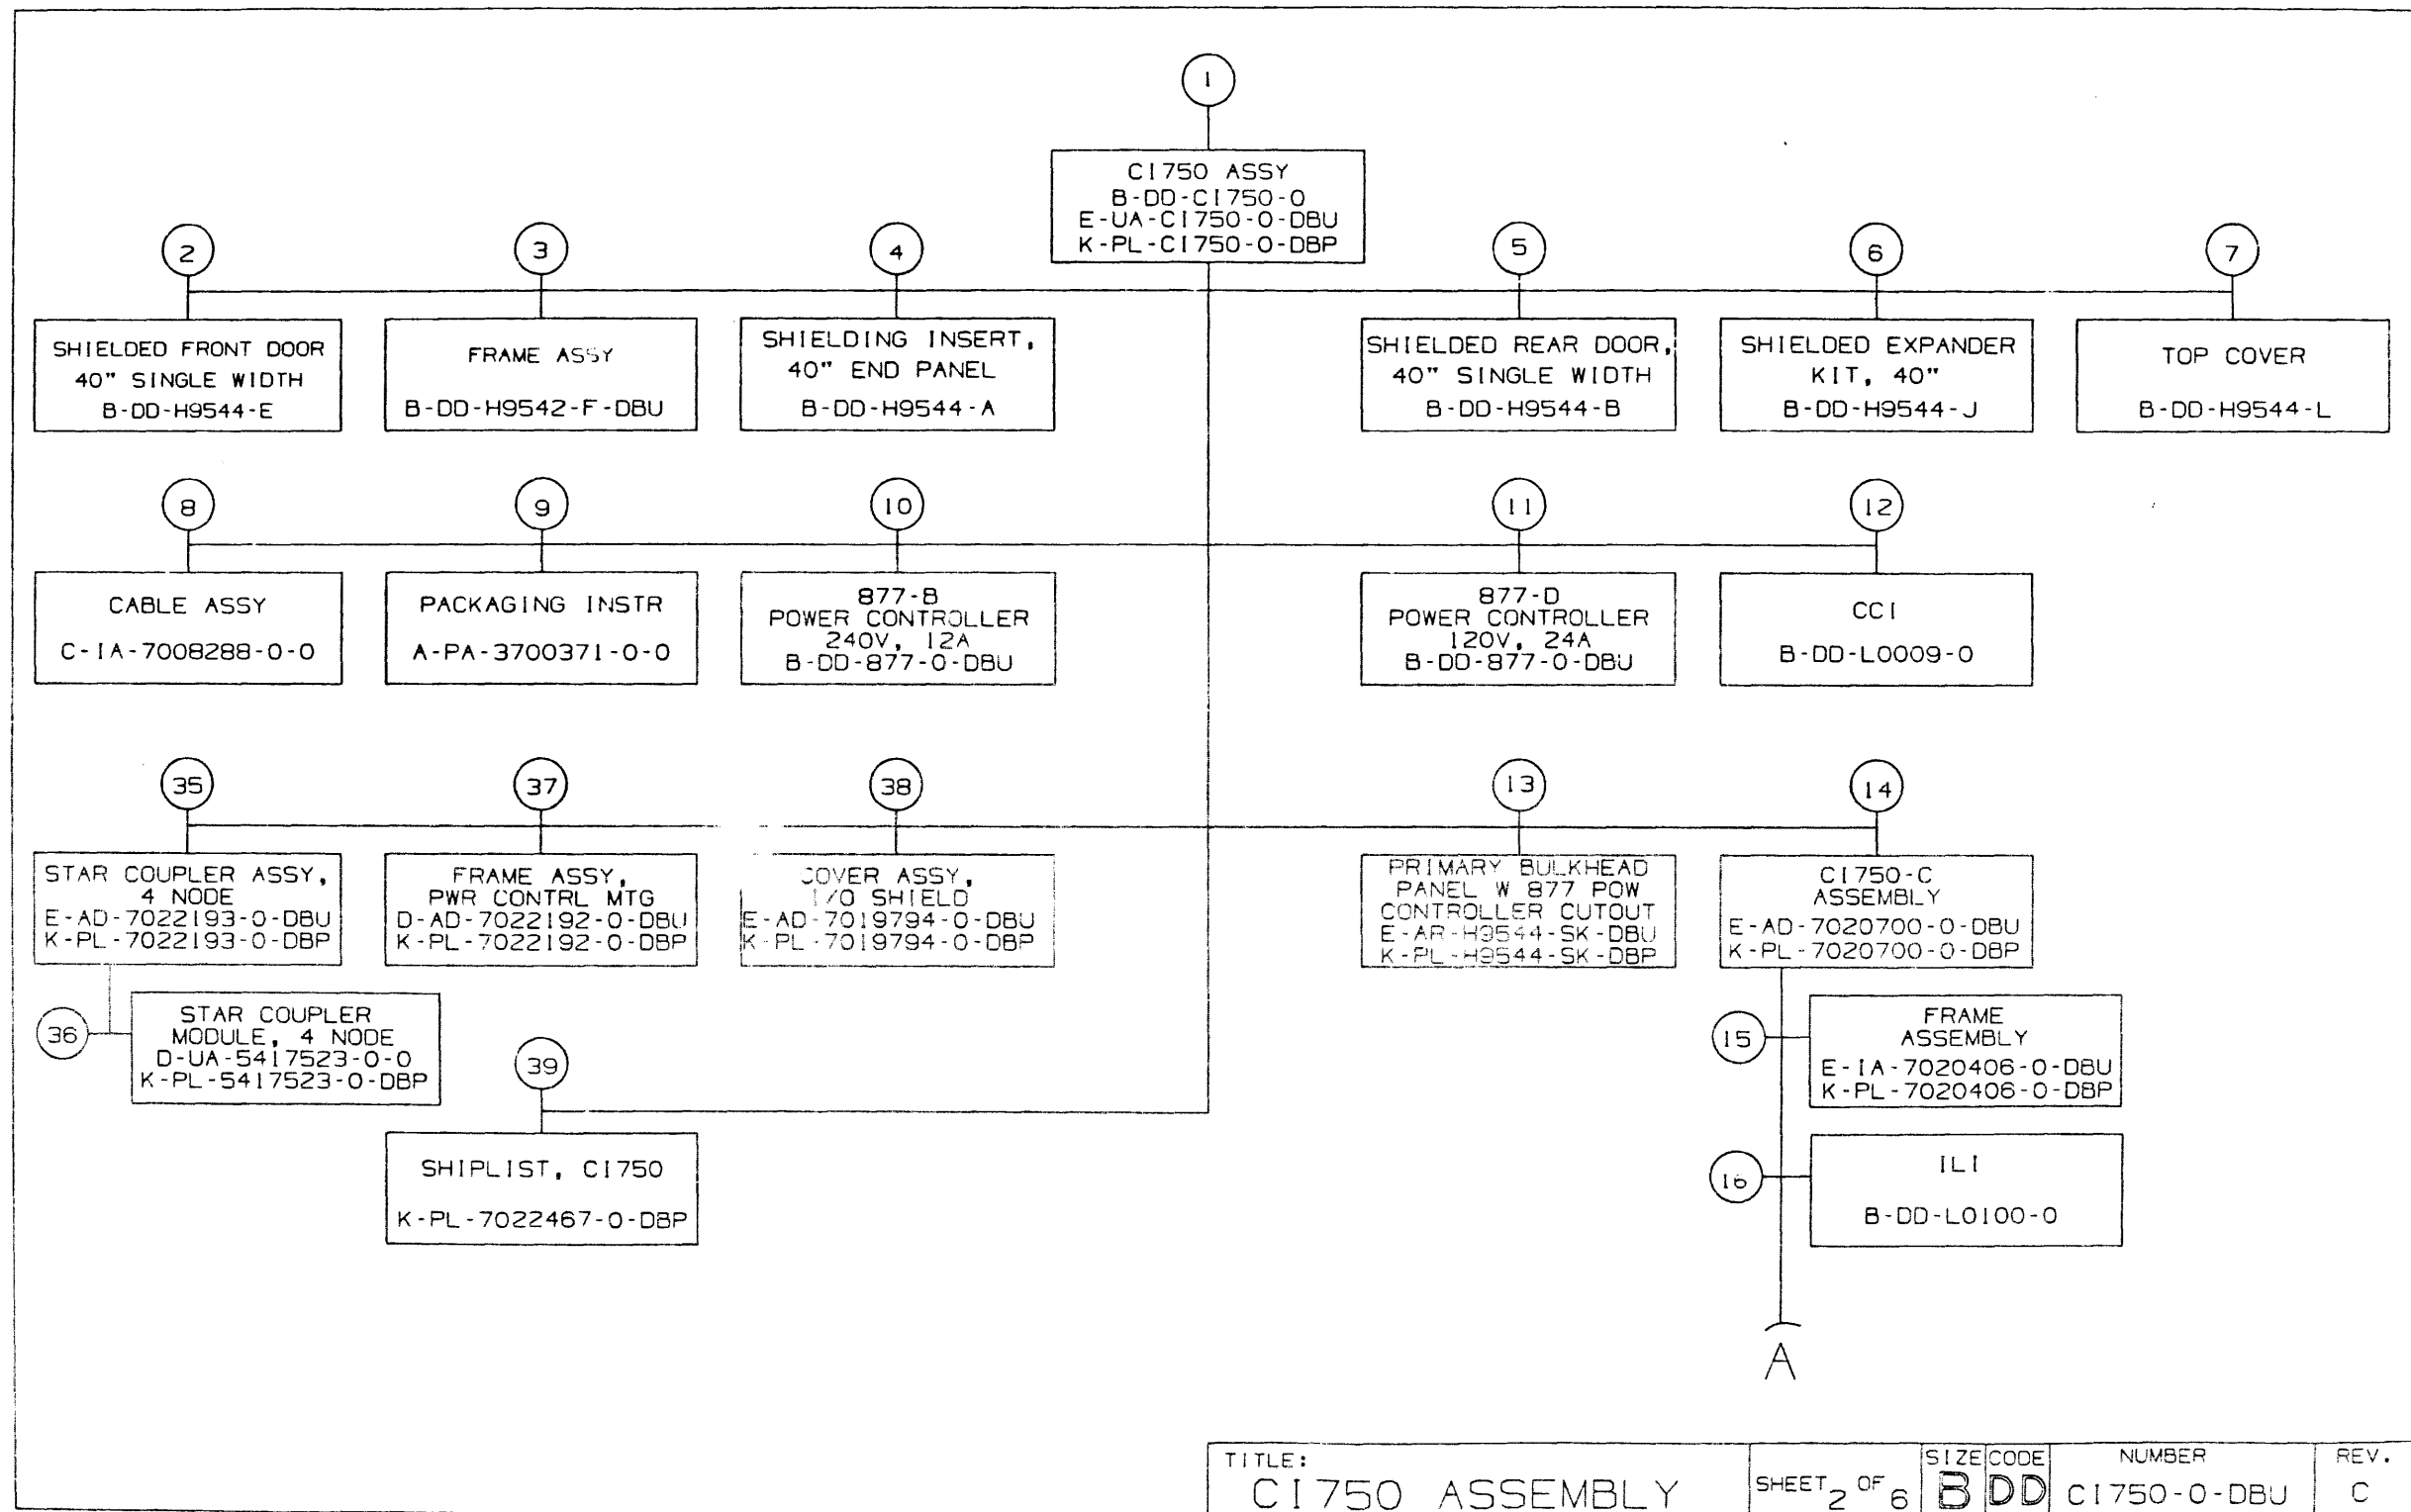 1
CI750 ASSY
B-DD-CI750-0
E-UA-CI750-0-DBU
K-PL-CI750-0-DBP
2
SHIELDED FRONT DOOR
40" SINGLE WIDTH
B-DD-H9544-E
3
FRAME ASSY
B-DD-H9542-F-DBU
4
SHIELDING INSERT,
40" END PANEL
B-DD-H9544-A
5
SHIELDED REAR DOOR,
40" SINGLE WIDTH
B-DD-H9544-B
6
SHIELDED EXPANDER
KIT, 40"
B-DD-H9544-J
7
TOP COVER
B-DD-H9544-L
8
CABLE ASSY
C-IA-7008288-0-0
9
PACKAGING INSTR
A-PA-3700371-0-0
10
877-B
POWER CONTROLLER
240V, 12A
B-DD-877-0-DBU
11
877-D
POWER CONTROLLER
120V, 24A
B-DD-877-0-DBU
12
CCI
B-DD-L0009-0
35
STAR COUPLER ASSY,
4 NODE
E-AD-7022193-0-DBU
K-PL-7022193-0-DBP
37
FRAME ASSY,
PWR CONTRL MTG
D-AD-7022192-0-DBU
K-PL-7022192-0-DBP
38
COVER ASSY,
I/O SHIELD
E-AD-7019794-0-DBU
K-PL-7019794-0-DBP
13
PRIMARY BULKHEAD
PANEL W 877 POW
CONTROLLER CUTOUT
E-AR-H9544-SK-DBU
K-PL-H9544-SK-DBP
14
CI750-C
ASSEMBLY
E-AD-7020700-0-DBU
K-PL-7020700-0-DBP
36
STAR COUPLER
MODULE, 4 NODE
D-UA-5417523-0-0
K-PL-5417523-0-DBP
15
FRAME
ASSEMBLY
E-IA-7020406-0-DBU
K-PL-7020406-0-DBP
39
SHIPLIST, CI750
K-PL-7022467-0-DBP
16
ILI
B-DD-L0100-0
A
TITLE:
CI750 ASSEMBLY
SHEET 2 OF 6
SIZE
B
CODE
DD
NUMBER
CI750-0-DBU
REV.
C